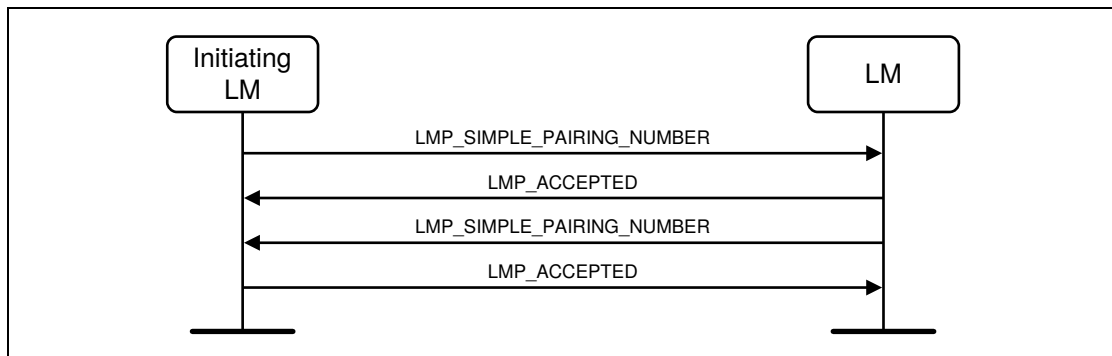 Initiating
LM
LM
LMP_SIMPLE_PAIRING_NUMBER
LMP_ACCEPTED
LMP_SIMPLE_PAIRING_NUMBER
LMP_ACCEPTED